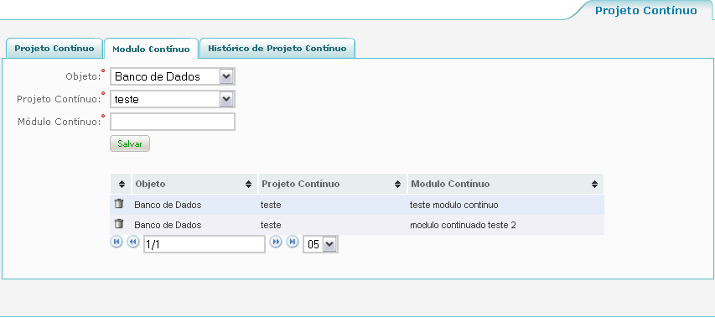 Projeto Contínuo
Projeto Contínuo Modulo Contínuo Histórico de Projeto Contínuo
Objeto:* Banco de Dados
Projeto Contínuo:* teste
Módulo Contínuo:*
Salvar
Objeto Projeto Contínuo Modulo Contínuo
Banco de Dados teste teste modulo continuo
Banco de Dados teste modulo continuado teste 2
1/1 05